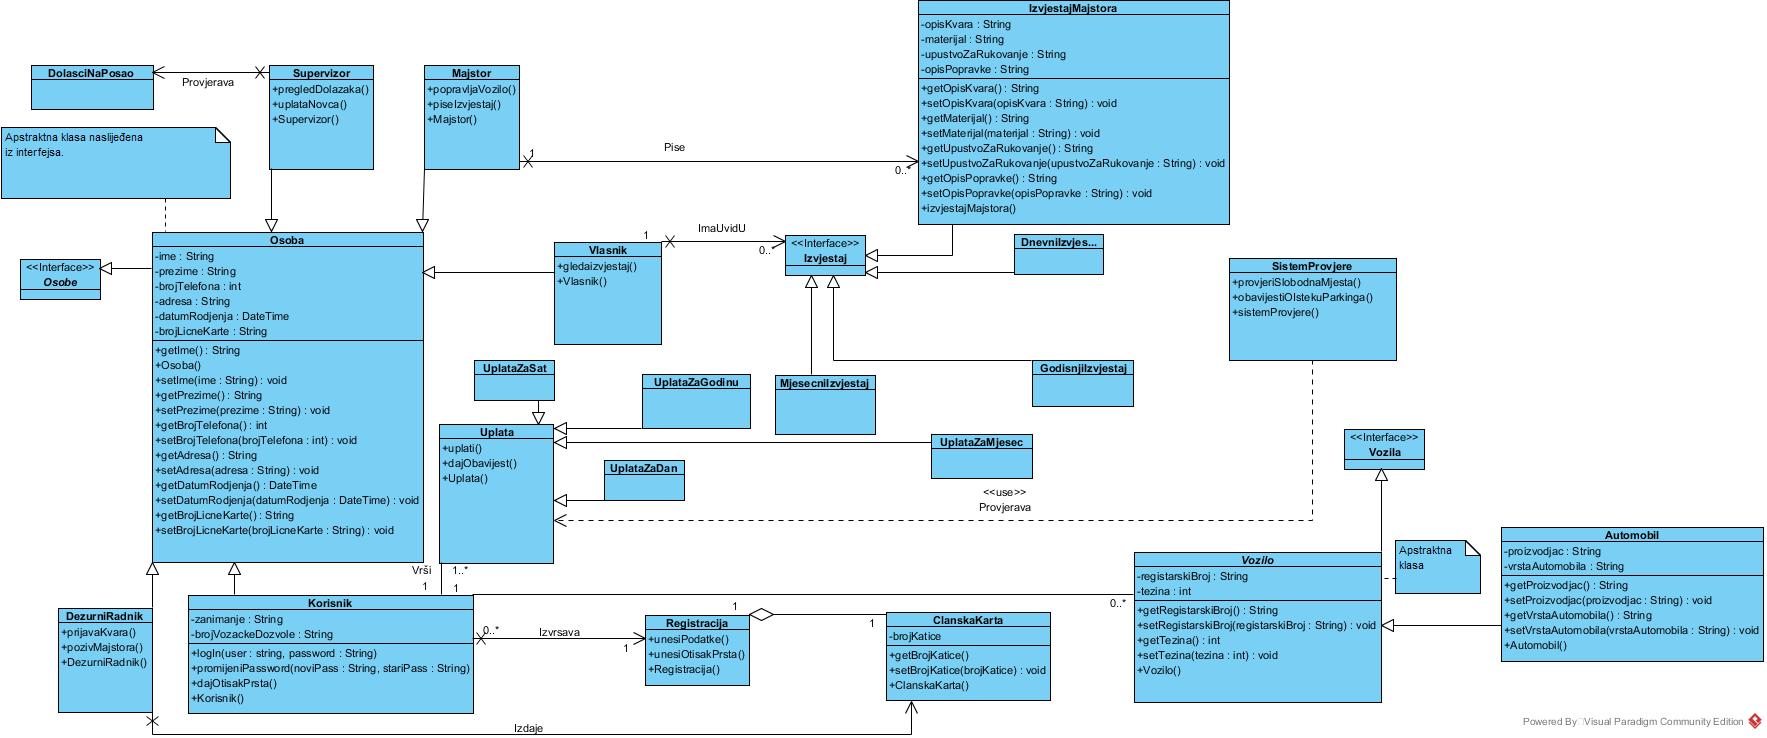 IzvjestajMajstora
-opisKvara : String
-materijal : String
-upustvoZaRukovanje : String
-opisPopravke : String
+getOpisKvara() : String
+setOpisKvara(opisKvara : String) : void
+getMaterijal() : String
+setMaterijal(materijal : String) : void
+getUpustvoZaRukovanje() : String
+setUpustvoZaRukovanje(upustvoZaRukovanje : String) : void
+getOpisPopravke() : String
+setOpisPopravke(opisPopravke : String) : void
+izvjestajMajstora()
DolasciNaPosao
Provjerava
Supervizor
+pregledDolazaka()
+uplataNovca()
+Supervizor()
Majstor
+popravljaVozilo()
+piseIzvjestaj()
+Majstor()
1
Pise
0..*
Apstraktna klasa naslijeđena
iz interfejsa.
<<Interface>>
Osobe
Osoba
-ime : String
-prezime : String
-brojTelefona : int
-adresa : String
-datumRodjenja : DateTime
-brojLicneKarte : String
+getIme() : String
+Osoba()
+setIme(ime : String) : void
+getPrezime() : String
+setPrezime(prezime : String) : void
+getBrojTelefona() : int
+setBrojTelefona(brojTelefona : int) : void
+getAdresa() : String
+setAdresa(adresa : String) : void
+getDatumRodjenja() : DateTime
+setDatumRodjenja(datumRodjenja : DateTime) : void
+getBrojLicneKarte() : String
+setBrojLicneKarte(brojLicneKarte : String) : void
Vlasnik
+gledaizvjestaj()
+Vlasnik()
1
ImaUvidU
0..*
<<Interface>>
Izvjestaj
DnevniIzvjes...
SistemProvjere
+provjeriSlobodnaMjesta()
+obavijestiOIstekuParkinga()
+sistemProvjere()
UplataZaSat
UplataZaGodinu
MjesecniIzvjestaj
GodisnjiIzvjestaj
Uplata
+uplati()
+dajObavijest()
+Uplata()
UplataZaMjesec
UplataZaDan
<<use>>
Provjerava
<<Interface>>
Vozila
Apstraktna
klasa
Vozilo
-registarskiBroj : String
-tezina : int
+getRegistarskiBroj() : String
+setRegistarskiBroj(registarskiBroj : String) : void
+getTezina() : int
+setTezina(tezina : int) : void
+Vozilo()
Automobil
-proizvodjac : String
-vrstaAutomobila : String
+getProizvodjac() : String
+setProizvodjac(proizvodjac : String) : void
+getVrstaAutomobila() : String
+setVrstaAutomobila(vrstaAutomobila : String) : void
+Automobil()
Vrši
1..*
1
1
0..*
DezurniRadnik
+prijavaKvara()
+pozivMajstora()
+DezurniRadnik()
Korisnik
-zanimanje : String
-brojVozackeDozvole : String
+logIn(user : string, password : String)
+promijeniPassword(noviPass : String, stariPass : String)
+dajOtisakPrsta()
+Korisnik()
0..*
Izvrsava
1
Registracija
+unesiPodatke()
+unesiOtisakPrsta()
+Registracija()
1
1
ClanskaKarta
-brojKatice
+getBrojKatice()
+setBrojKatice(brojKatice) : void
+ClanskaKarta()
Izdaje
Powered By Visual Paradigm Community Edition